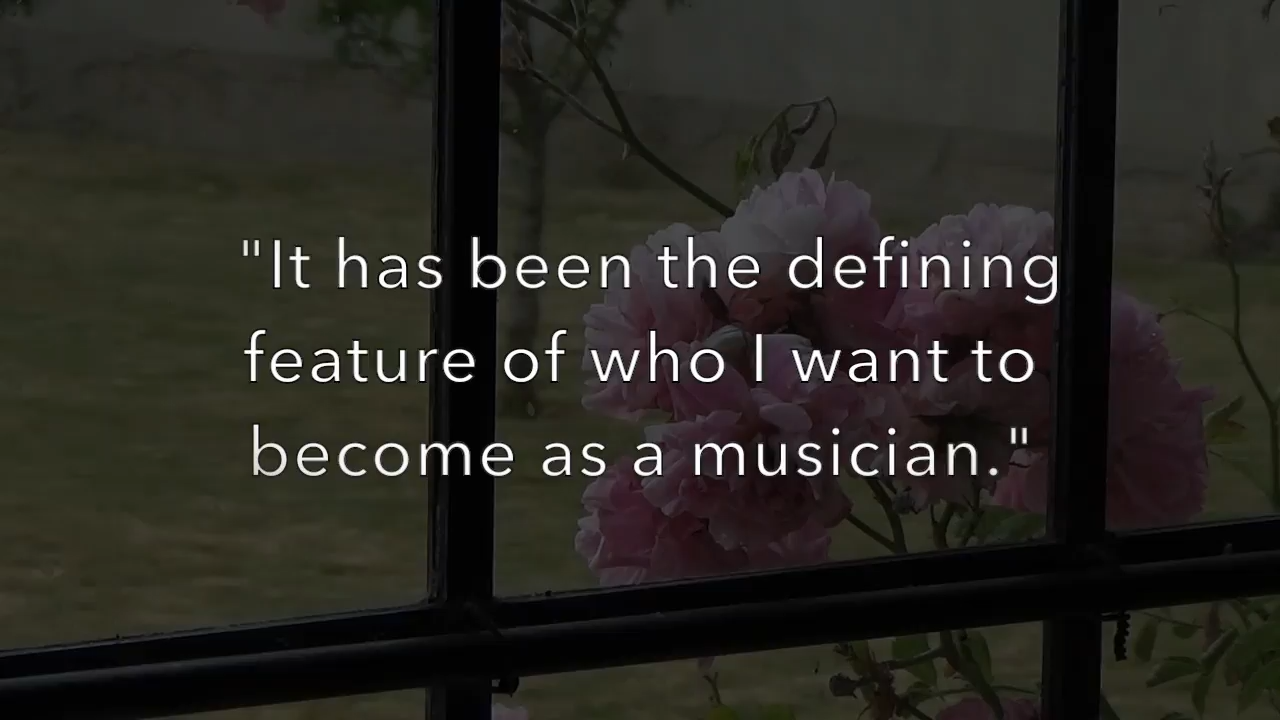 "It has been the defining
feature of who I want to
become as a musician."